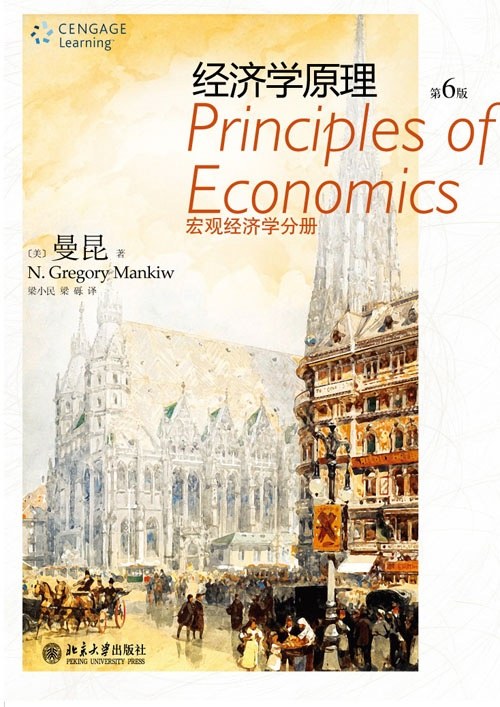 CENGAGE
Learning™
经济学原理
第6版
Principles of
Economics
宏观经济学分册
[美] 曼昆 著
N. Gregory Mankiw
梁小民 梁砾 译
北京大学出版社
PEKING UNIVERSITY PRESS